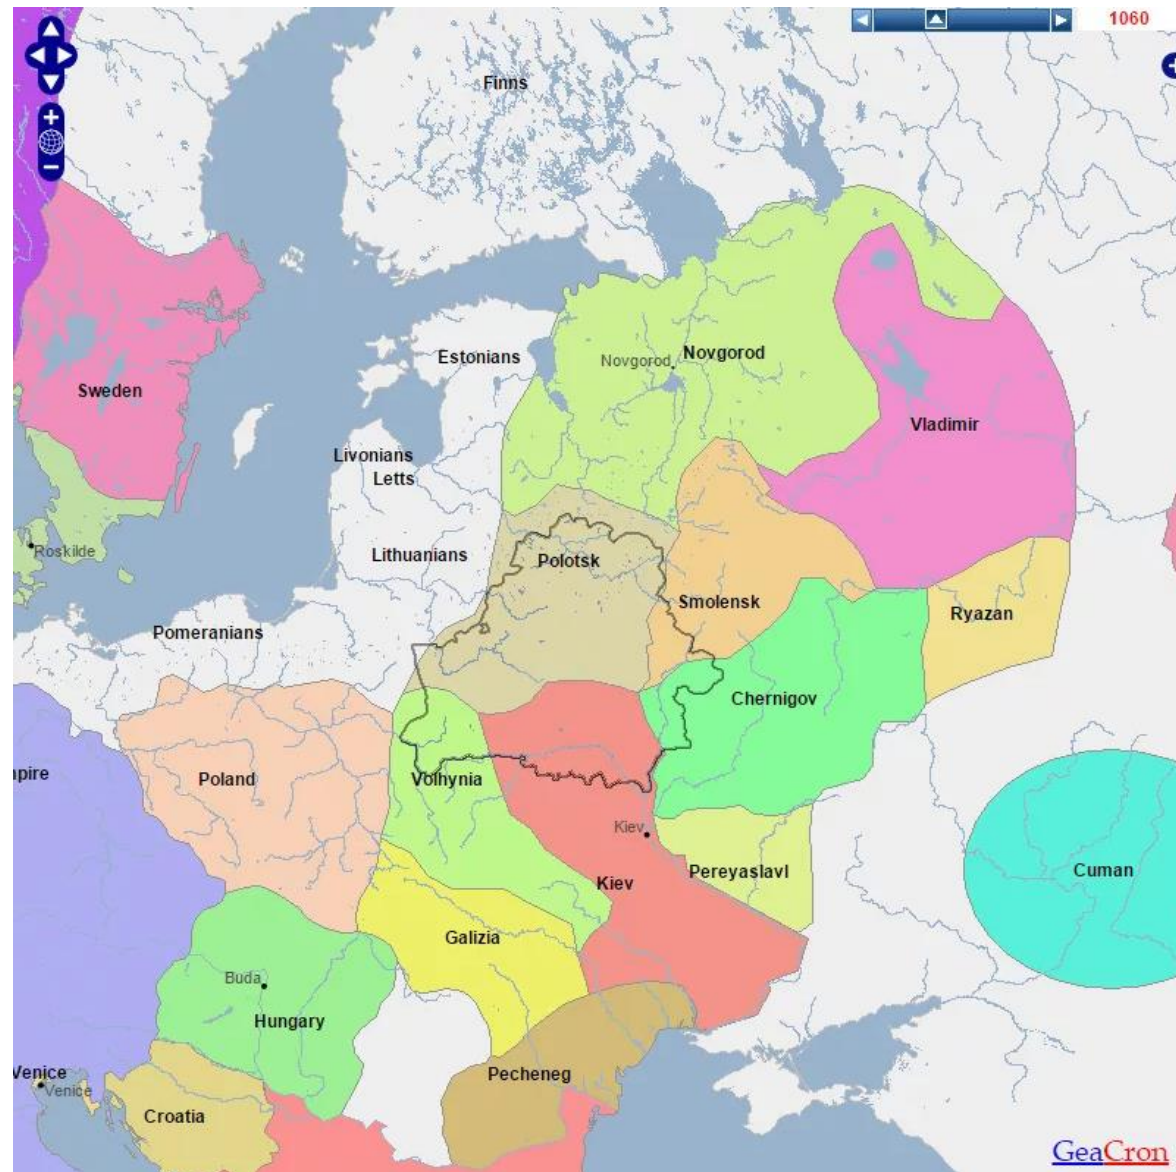 1060
Finns
Estonians
Novgorod
Novgorod
Sweden
Vladimir
Livonians
Letts
Roskilde
Lithuanians
Polotsk
Smolensk
Ryazan
Pomeranians
Chernigov
pire
Poland
Volhynia
Kiev
Pereyaslavl
Cuman
Kiev
Galizia
Buda
Hungary
Venice
Venice
Pecheneg
Croatia
GeaCron